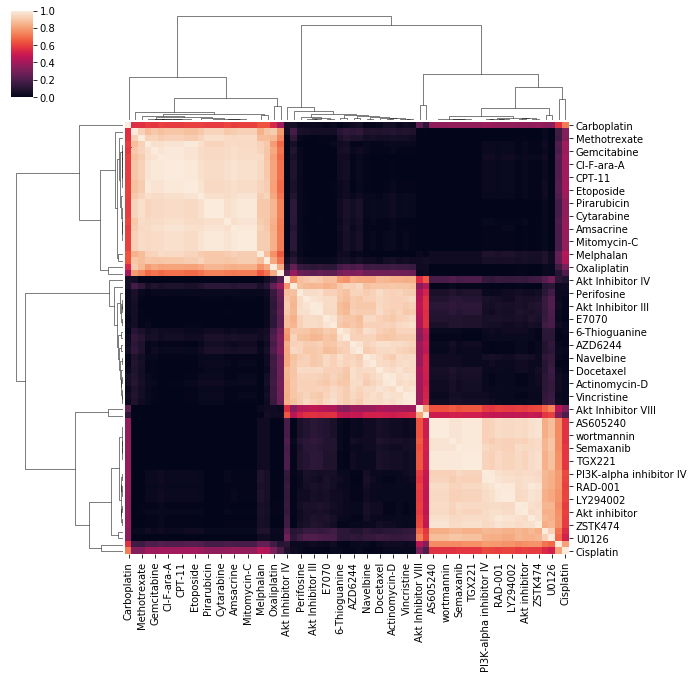 1.0
0.8
0.6
0.4
0.2
0.0
Carboplatin
Methotrexate
Gemcitabine
Cl-F-ara-A
CPT-11
Etoposide
Pirarubicin
Cytarabine
Amsacrine
Mitomycin-C
Melphalan
Oxaliplatin
Akt Inhibitor IV
Perifosine
Akt Inhibitor III
E7070
6-Thioguanine
AZD6244
Navelbine
Docetaxel
Actinomycin-D
Vincristine
Akt Inhibitor VIII
AS605240
wortmannin
Semaxanib
TGX221
PI3K-alpha inhibitor IV
RAD-001
LY294002
Akt inhibitor
ZSTK474
U0126
Cisplatin
Carboplatin
Methotrexate
Gemcitabine
Cl-F-ara-A
CPT-11
Etoposide
Pirarubicin
Cytarabine
Amsacrine
Mitomycin-C
Melphalan
Oxaliplatin
Akt Inhibitor IV
Perifosine
Akt Inhibitor III
E7070
6-Thioguanine
AZD6244
Navelbine
Docetaxel
Actinomycin-D
Vincristine
Akt Inhibitor VIII
AS605240
wortmannin
Semaxanib
TGX221
PI3K-alpha inhibitor IV
RAD-001
LY294002
Akt inhibitor
ZSTK474
U0126
Cisplatin